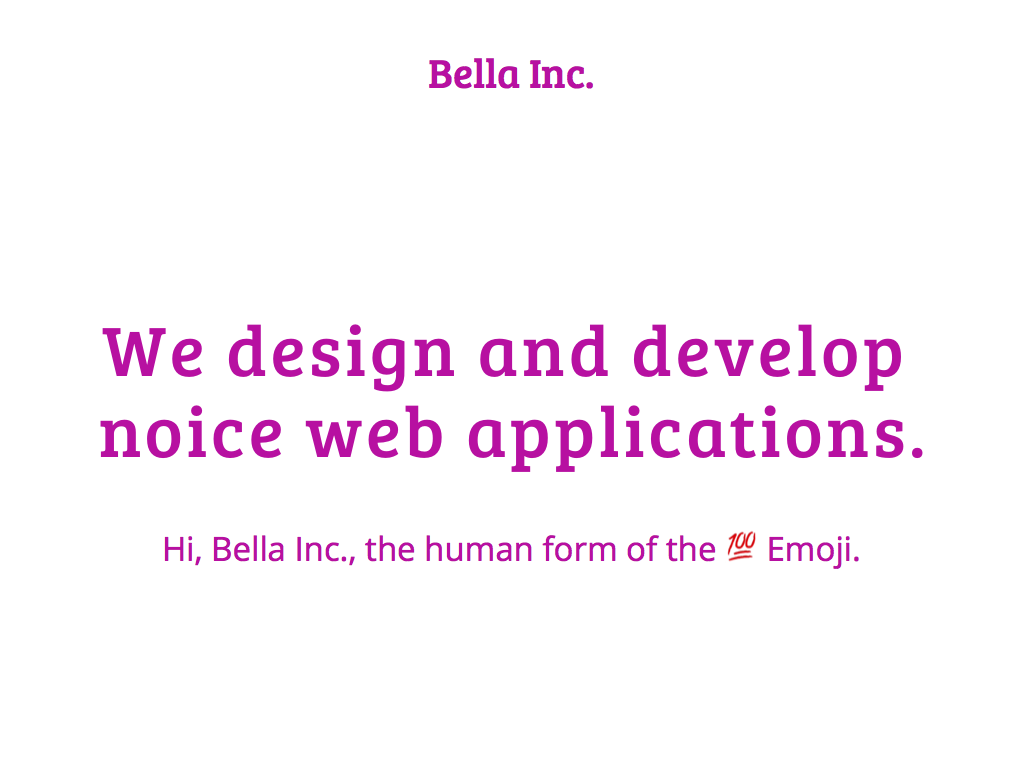 Bella Inc.
We design and develop
noice web applications.
Hi, Bella Inc., the human form of the 💯 Emoji.